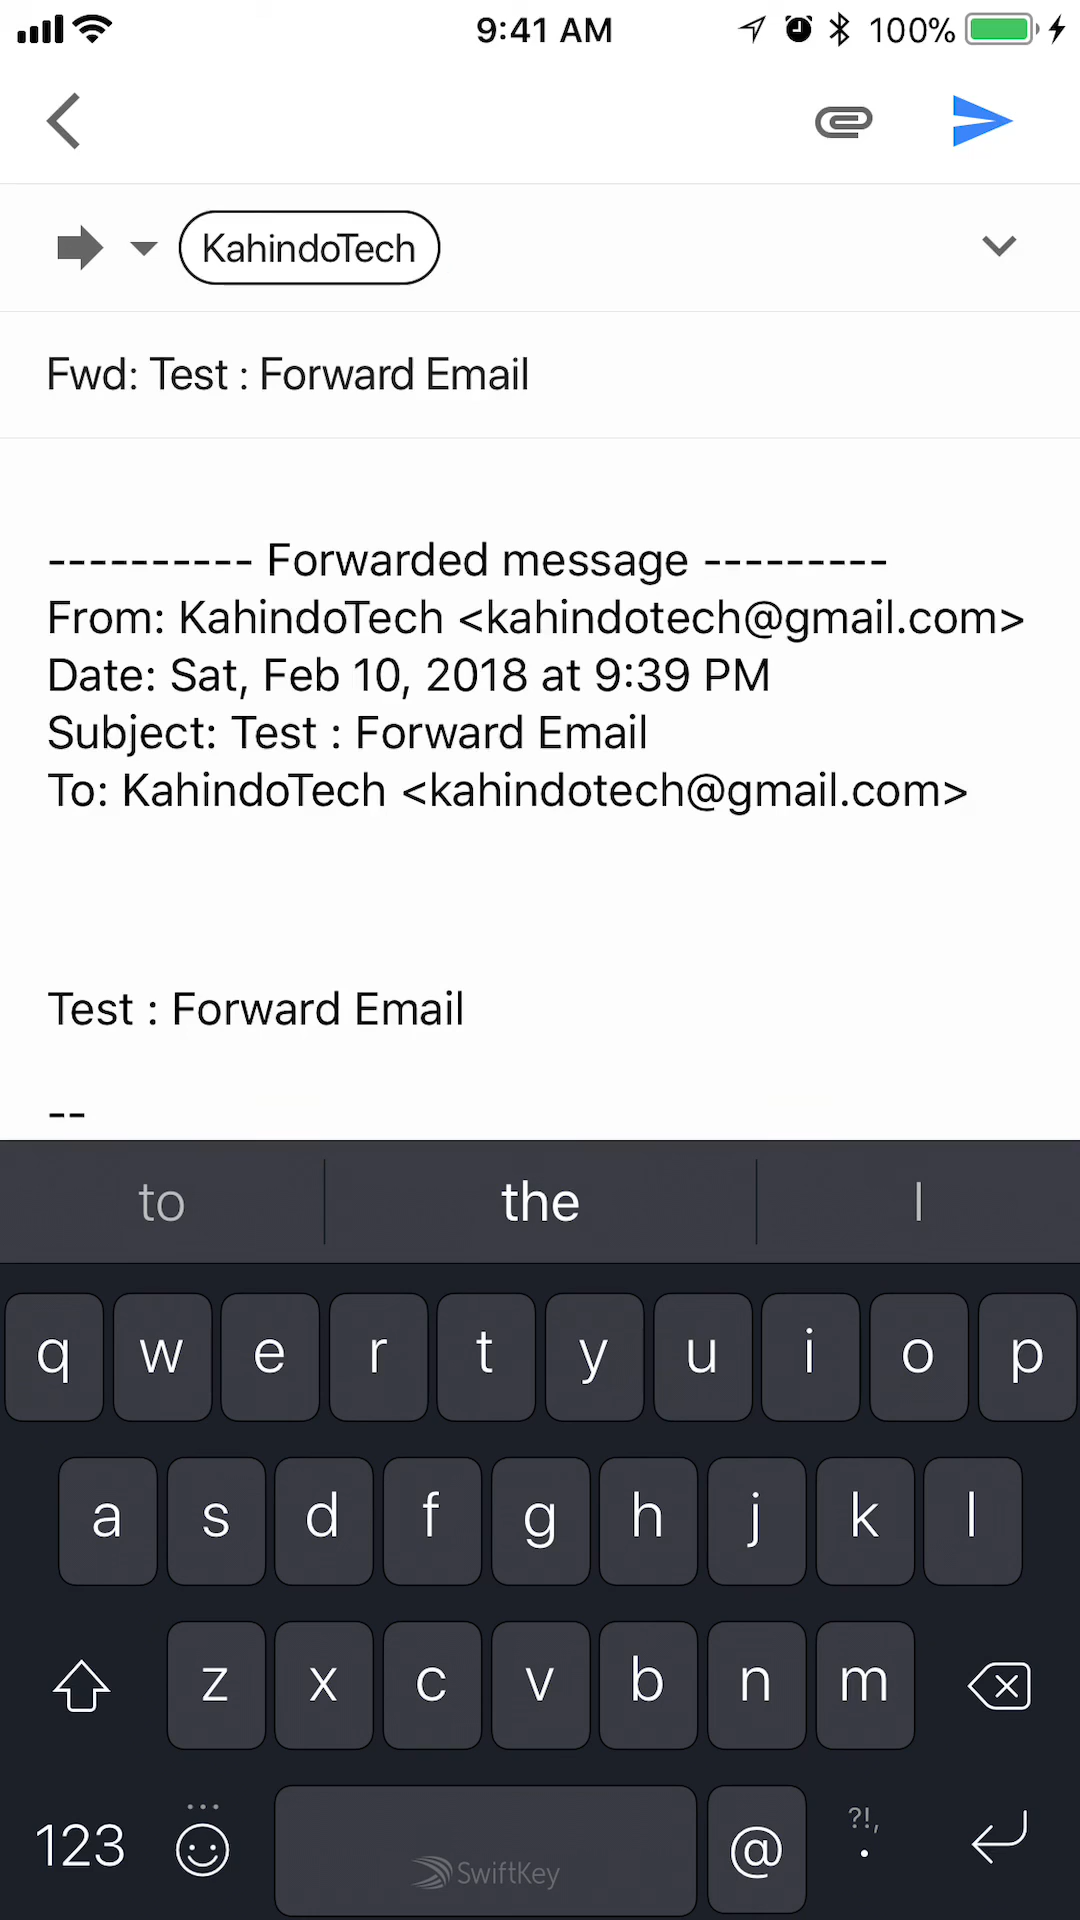 9:41 AM 100%
KahindoTech
Fwd: Test : Forward Email
---------- Forwarded message ---------
From: KahindoTech <kahindotech@gmail.com>
Date: Sat, Feb 10, 2018 at 9:39 PM
Subject: Test : Forward Email
To: KahindoTech <kahindotech@gmail.com>
Test : Forward Email
--
to the I
q w e r t y u i o p
a s d f g h j k l
z x c v b n m
123 ... SwiftKey @ ?!, .